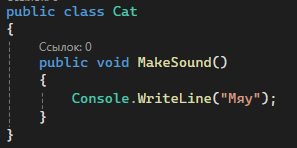 public class Cat
{
Ссылок: 0
public void MakeSound()
{
Console.WriteLine("Мяу");
}
}